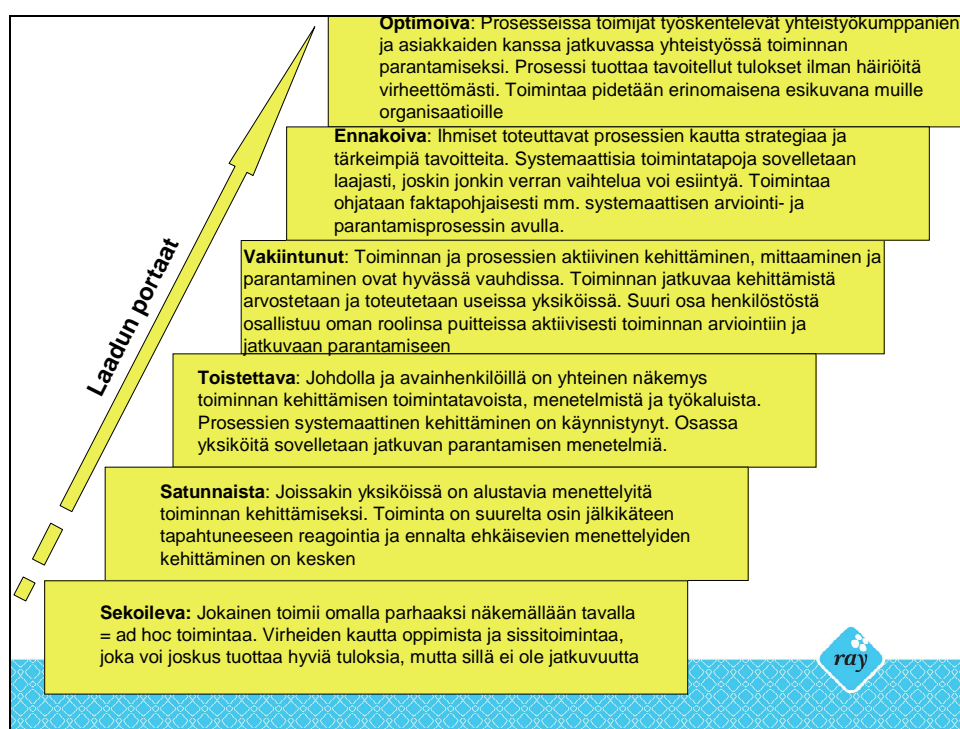 Optimoiva: Prosesseissa toimijat työskentelevät yhteistyökumppanien
ja asiakkaiden kanssa jatkuvassa yhteistyössä toiminnan
parantamiseksi. Prosessi tuottaa tavoitellut tulokset ilman häiriöitä
virheettömästi. Toimintaa pidetään erinomaisena esikuvana muille
organisaatioille
Ennakoiva: Ihmiset toteuttavat prosessien kautta strategiaa ja
tärkeimpiä tavoitteita. Systemaattisia toimintatapoja sovelletaan
laajasti, joskin jonkin verran vaihtelua voi esiintyä. Toimintaa
ohjataan faktapohjaisesti mm. systemaattisen arviointi- ja
parantamisprosessin avulla.
Vakiintunut: Toiminnan ja prosessien aktiivinen kehittäminen, mittaaminen ja
parantaminen ovat hyvässä vauhdissa. Toiminnan jatkuvaa kehittämistä
arvostetaan ja toteutetaan useissa yksiköissä. Suuri osa henkilöstöstä
osallistuu oman roolinsa puitteissa aktiivisesti toiminnan arviointiin ja
jatkuvaan parantamiseen
Laadun portaat
Toistettava: Johdolla ja avainhenkilöillä on yhteinen näkemys
toiminnan kehittämisen toimintatavoista, menetelmistä ja työkaluista.
Prosessien systemaattinen kehittäminen on käynnistynyt. Osassa
yksiköitä sovelletaan jatkuvan parantamisen menetelmiä.
Satunnaista: Joissakin yksiköissä on alustavia menettelyitä
toiminnan kehittämiseksi. Toiminta on suurelta osin jälkikäteen
tapahtuneeseen reagointia ja ennalta ehkäisevien menettelyiden
kehittäminen on kesken
Sekoileva: Jokainen toimii omalla parhaaksi näkemällään tavalla
= ad hoc toimintaa. Virheiden kautta oppimista ja sissitoimintaa,
joka voi joskus tuottaa hyviä tuloksia, mutta sillä ei ole jatkuvuutta
ray